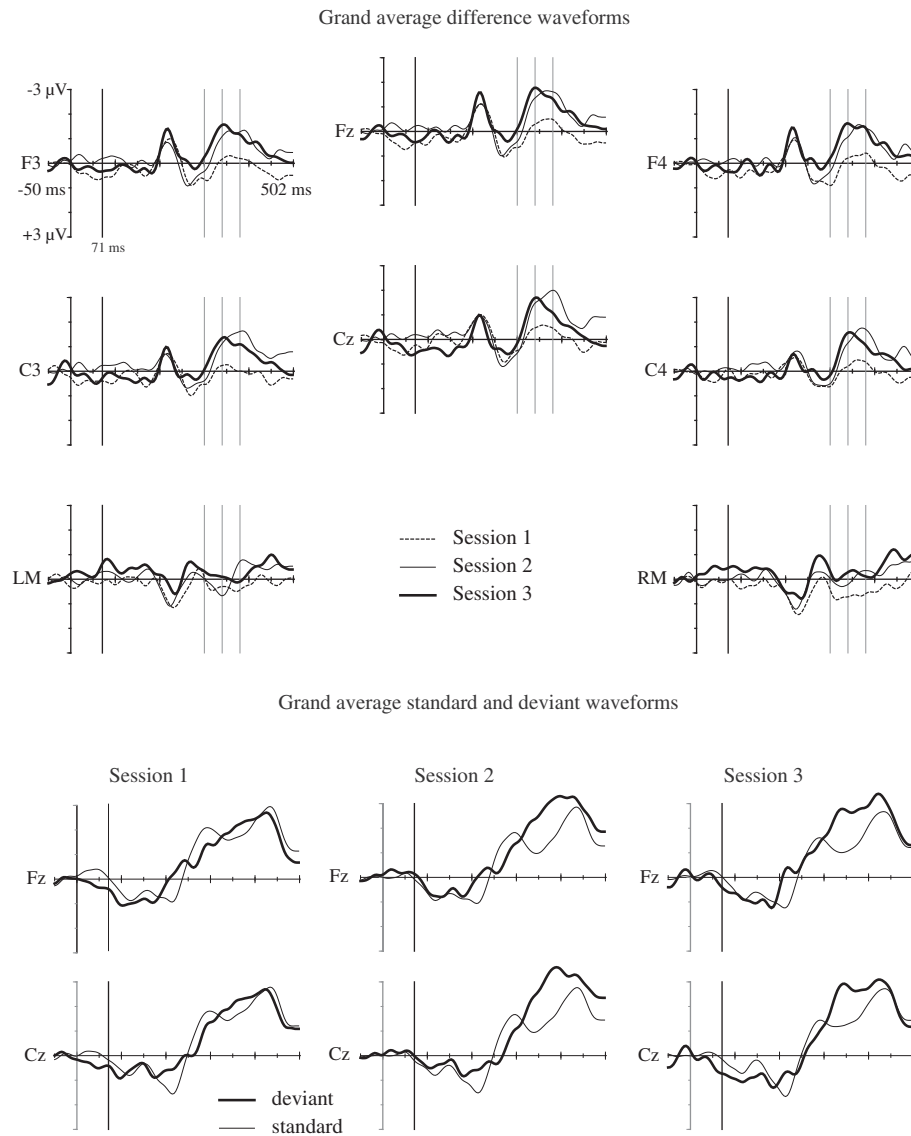 Grand average difference waveforms
-3 µV
F3
-50 ms
502 ms
+3 µV
71 ms
Fz
F4
C3
Cz
C4
LM
Session 1
Session 2
Session 3
RM
Grand average standard and deviant waveforms
Session 1
Session 2
Session 3
Fz
Fz
Fz
Cz
Cz
Cz
deviant
standard